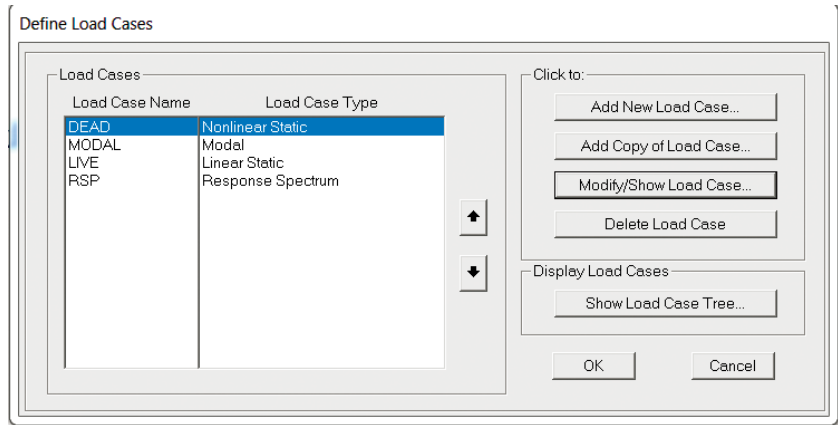 Define Load Cases
Load Cases
Load Case Name Load Case Type
DEAD Nonlinear Static
MODAL Modal
LIVE Linear Static
RSP Response Spectrum
Click to:
Add New Load Case...
Add Copy of Load Case...
Modify/Show Load Case...
Delete Load Case
Display Load Cases
Show Load Case Tree...
OK Cancel